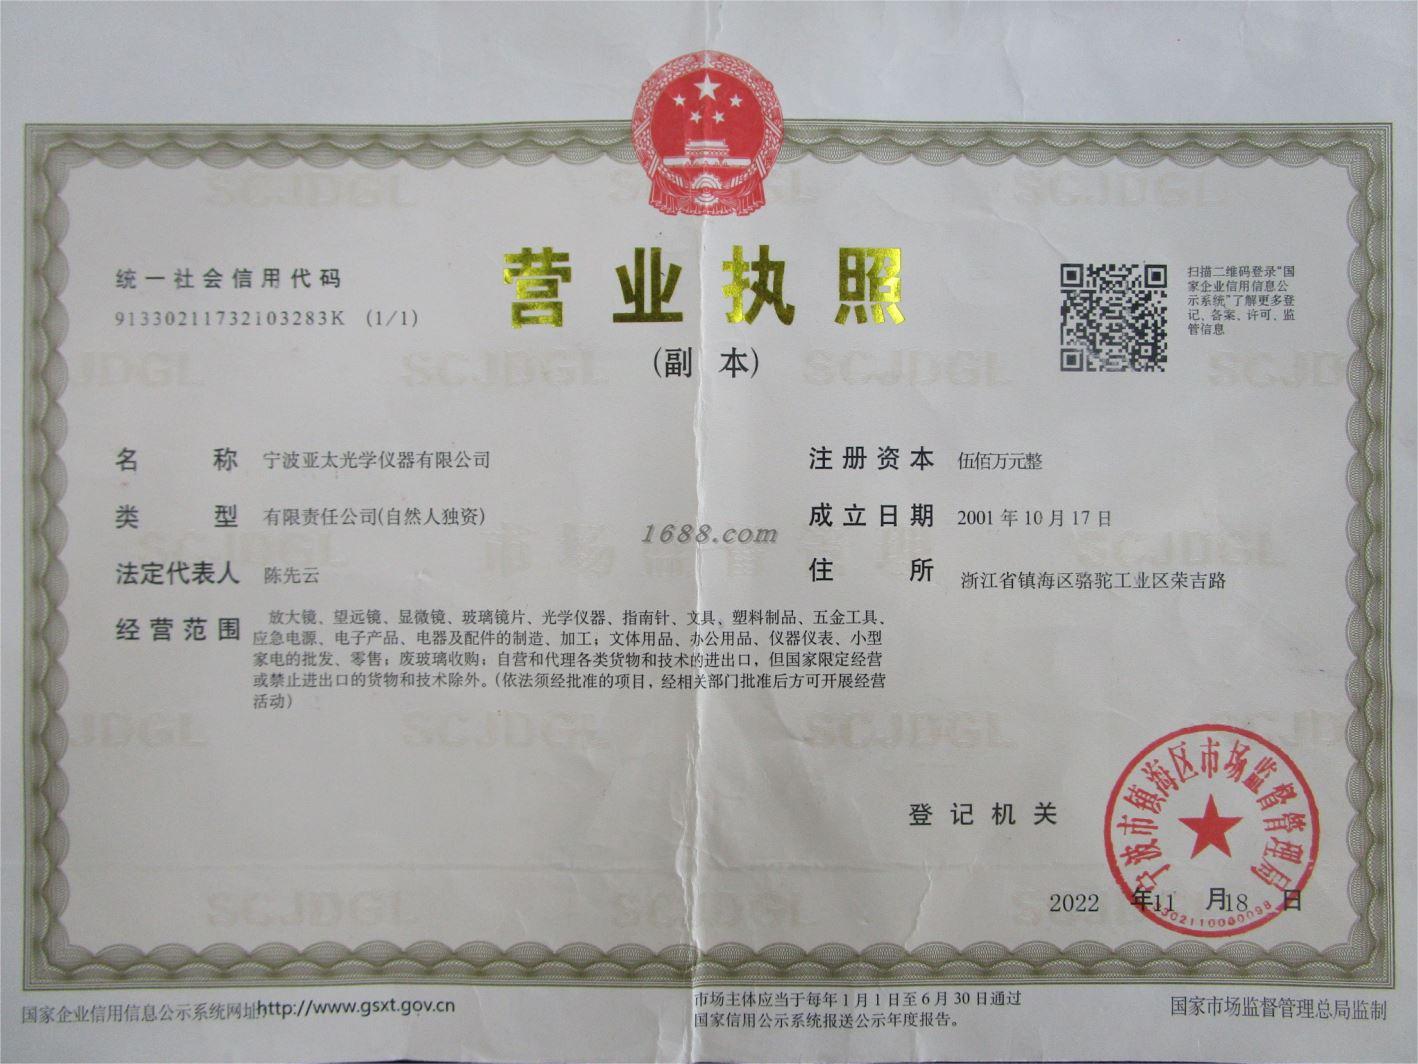 营业执照
(副 本)
统一社会信用代码
91330211732103283K (1/1)
扫描二维码登录“国
家企业信用信息公
示系统”了解更多登
记、备案、许可、监
管信息
名 称 宁波亚太光学仪器有限公司
类 型 有限责任公司(自然人独资)
法定代表人 陈先云
经营范围 放大镜、望远镜、显微镜、玻璃镜片、光学仪器、指南针、文具、塑料制品、五金工具、
应急电源、电子产品、电器及配件的制造、加工；文体用品、办公用品、仪器仪表、小型
家电的批发、零售；废玻璃收购；自营和代理各类货物和技术的进出口，但国家限定经营
或禁止进出口的货物和技术除外。(依法须经批准的项目，经相关部门批准后方可开展经营
活动)
注册资本 伍佰万元整
成立日期 2001 年 10 月 17 日
住 所 浙江省镇海区骆驼工业区荣吉路
1688.com
登记机关
宁波市镇海区市场监督管理局
2022 年 11 月 18 日
国家企业信用信息公示系统网址http://www.gsxt.gov.cn
市场主体应当于每年 1 月 1 日至 6 月 30 日通过
国家信用公示系统报送公示年度报告。
国家市场监督管理总局监制